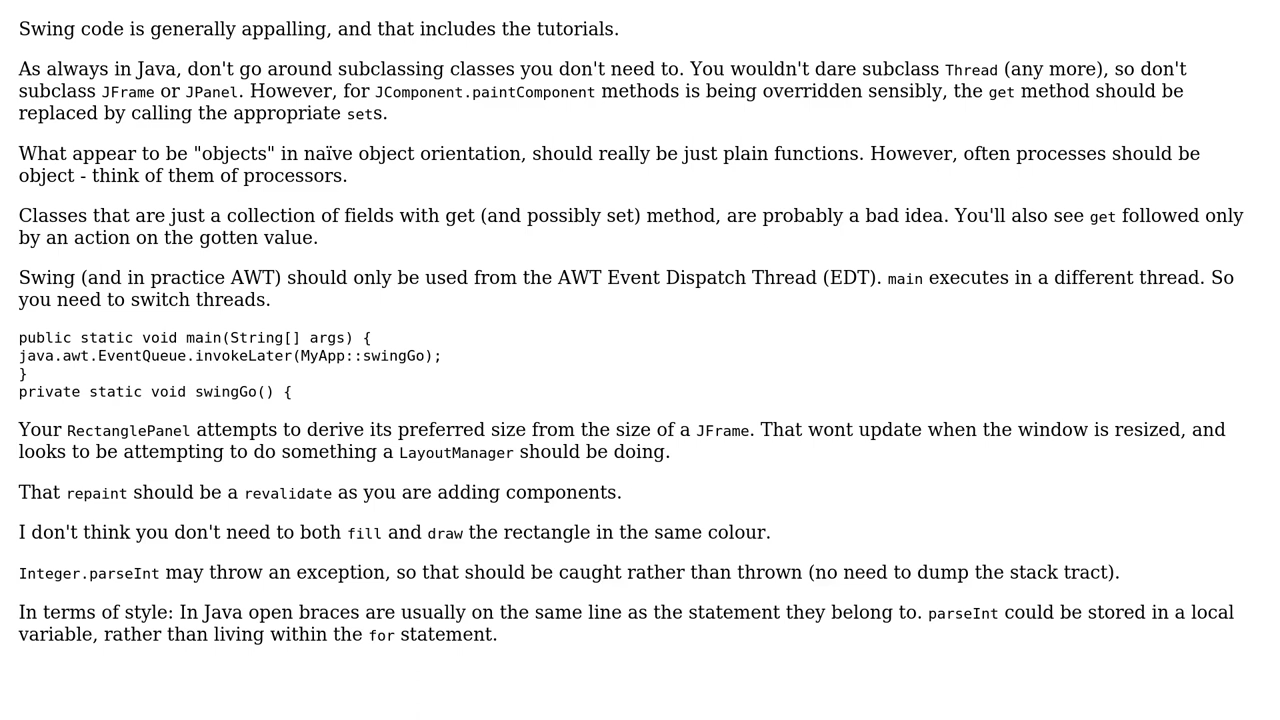 Swing code is generally appalling, and that includes the tutorials.
As always in Java, don't go around subclassing classes you don't need to. You wouldn't dare subclass Thread (any more), so don't
subclass JFrame or JPanel. However, for JComponent.paintComponent methods is being overridden sensibly, the get method should be
replaced by calling the appropriate sets.
What appear to be "objects" in naïve object orientation, should really be just plain functions. However, often processes should be
object - think of them of processors.
Classes that are just a collection of fields with get (and possibly set) method, are probably a bad idea. You'll also see get followed only
by an action on the gotten value.
Swing (and in practice AWT) should only be used from the AWT Event Dispatch Thread (EDT). main executes in a different thread. So
you need to switch threads.
public static void main(String[] args) {
java.awt.EventQueue.invokeLater(MyApp::swingGo);
}
private static void swingGo() {
Your RectanglePanel attempts to derive its preferred size from the size of a JFrame. That wont update when the window is resized, and
looks to be attempting to do something a LayoutManager should be doing.
That repaint should be a revalidate as you are adding components.
I don't think you don't need to both fill and draw the rectangle in the same colour.
Integer.parseInt may throw an exception, so that should be caught rather than thrown (no need to dump the stack tract).
In terms of style: In Java open braces are usually on the same line as the statement they belong to. parseInt could be stored in a local
variable, rather than living within the for statement.